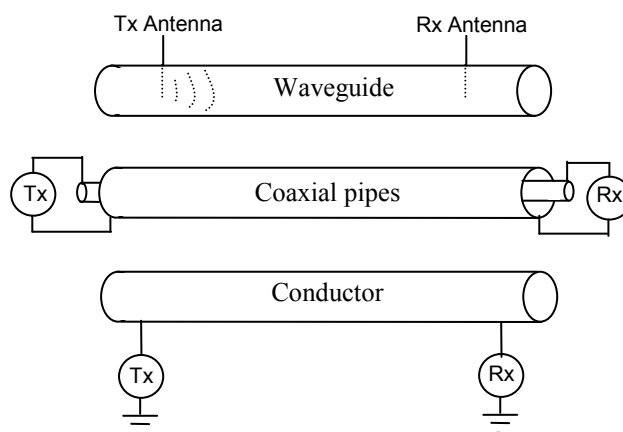 Tx Antenna Rx Antenna
Waveguide
Tx Coaxial pipes Rx
Conductor
Tx Rx